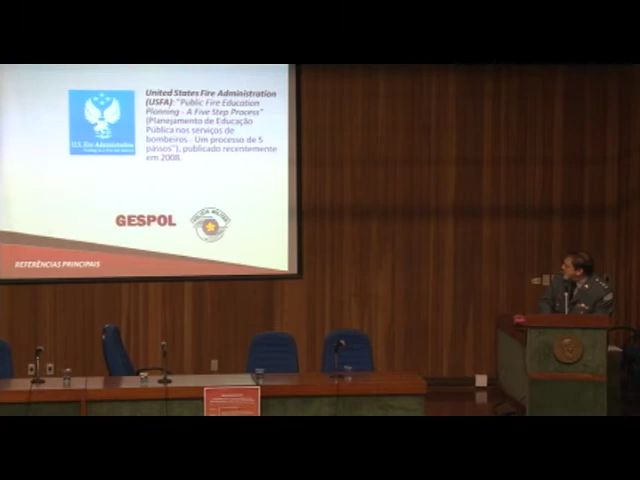 United States Fire Administration
(USFA): "Public Fire Education
Planning - A Five Step Process"
(Planejamento de Educação
Pública nos serviços de
bombeiros - Um processo de 5
passos"), publicado recentemente
em 2008.
U.S. Fire Administration
GESPOL
POLÍCIA MILITAR
REFERÊNCIAS PRINCIPAIS